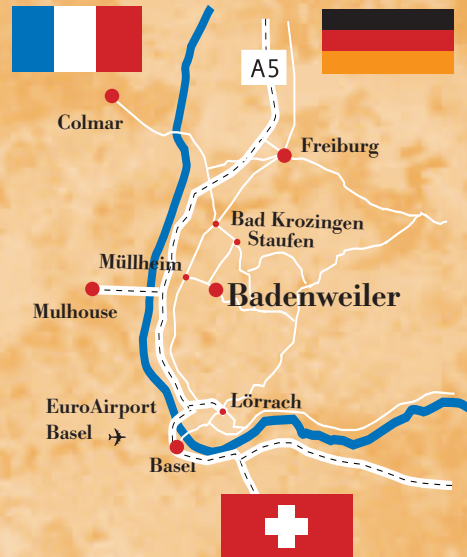 A5
Colmar
Freiburg
Bad Krozingen
Staufen
Müllheim
Badenweiler
Mulhouse
Lörrach
EuroAirport
Basel
Basel